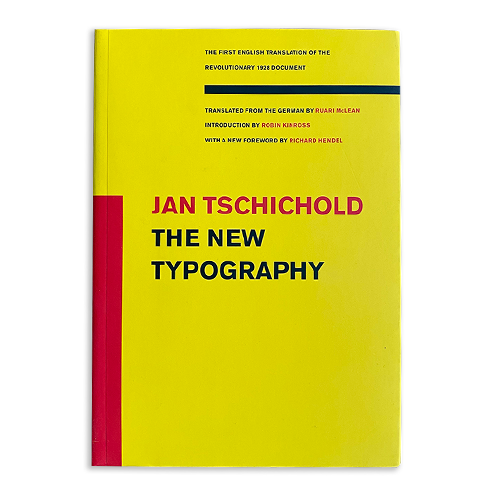 THE FIRST ENGLISH TRANSLATION OF THE
REVOLUTIONARY 1928 DOCUMENT
TRANSLATED FROM THE GERMAN BY RUARI McLEAN
INTRODUCTION BY ROBIN KINROSS
WITH A NEW FOREWORD BY RICHARD HENDEL
JAN TSCHICHOLD
THE NEW
TYPOGRAPHY